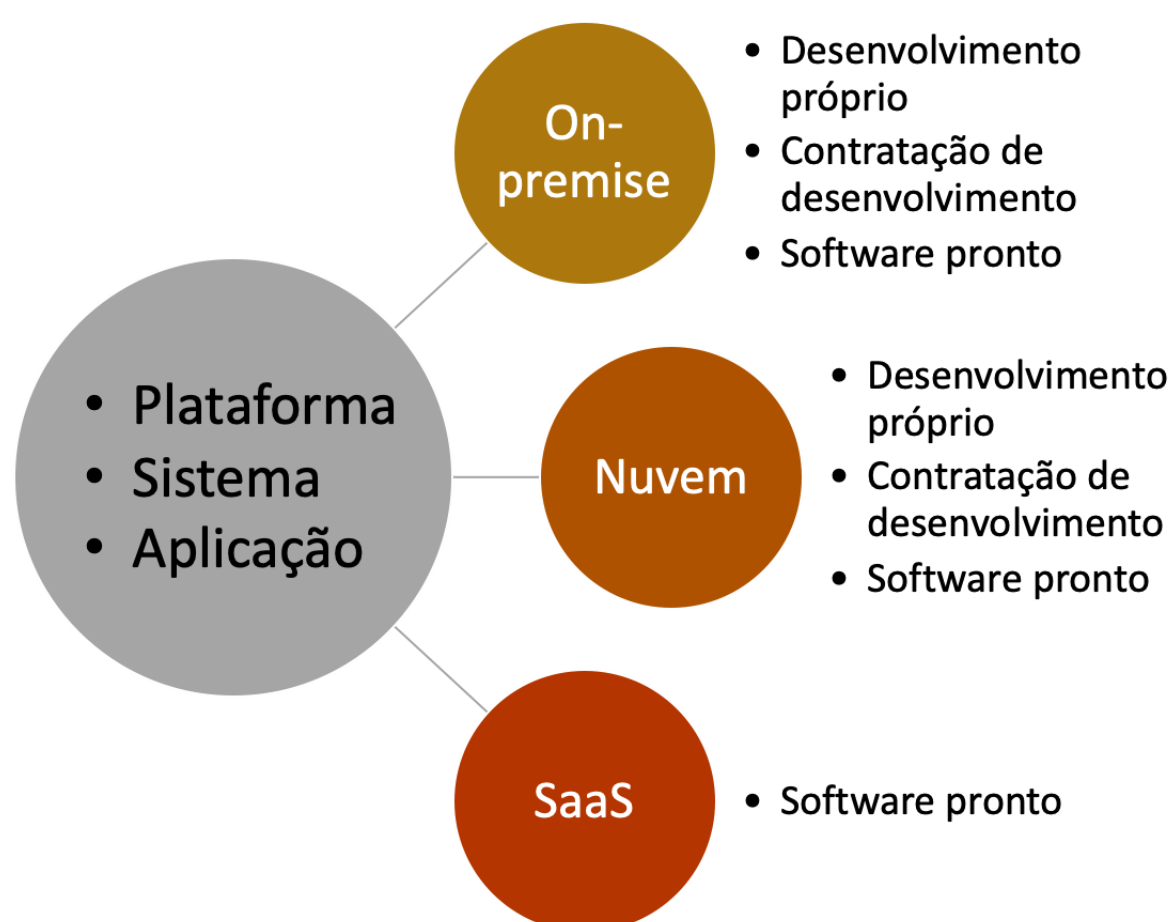 • Plataforma
• Sistema
• Aplicação
On-
premise
• Desenvolvimento
próprio
• Contratação de
desenvolvimento
• Software pronto
Nuvem
• Desenvolvimento
próprio
• Contratação de
desenvolvimento
• Software pronto
SaaS
• Software pronto